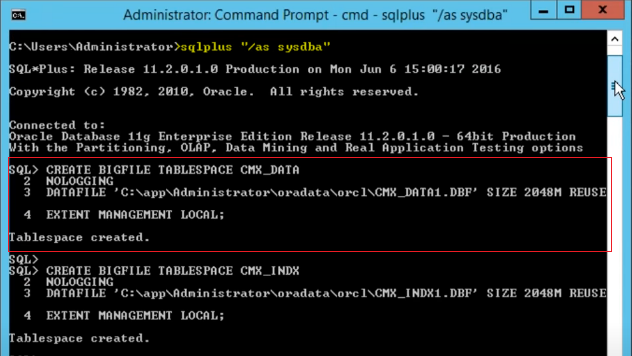 Administrator: Command Prompt - cmd - sqlplus "/as sysdba"
C:\Users\Administrator>sqlplus "/as sysdba"
SQL*Plus: Release 11.2.0.1.0 Production on Mon Jun 6 15:00:17 2016
Copyright (c) 1982, 2010, Oracle. All rights reserved.
Connected to:
Oracle Database 11g Enterprise Edition Release 11.2.0.1.0 - 64bit Production
With the Partitioning, OLAP, Data Mining and Real Application Testing options
SQL> CREATE BIGFILE TABLESPACE CMX_DATA
2 NOLOGGING
3 DATAFILE 'C:\app\Administrator\oradata\orcl\CMX_DATA1.DBF' SIZE 2048M REUSE
4 EXTENT MANAGEMENT LOCAL;
Tablespace created.
SQL>
SQL> CREATE BIGFILE TABLESPACE CMX_INDX
2 NOLOGGING
3 DATAFILE 'C:\app\Administrator\oradata\orcl\CMX_INDX1.DBF' SIZE 2048M REUSE
4 EXTENT MANAGEMENT LOCAL;
Tablespace created.